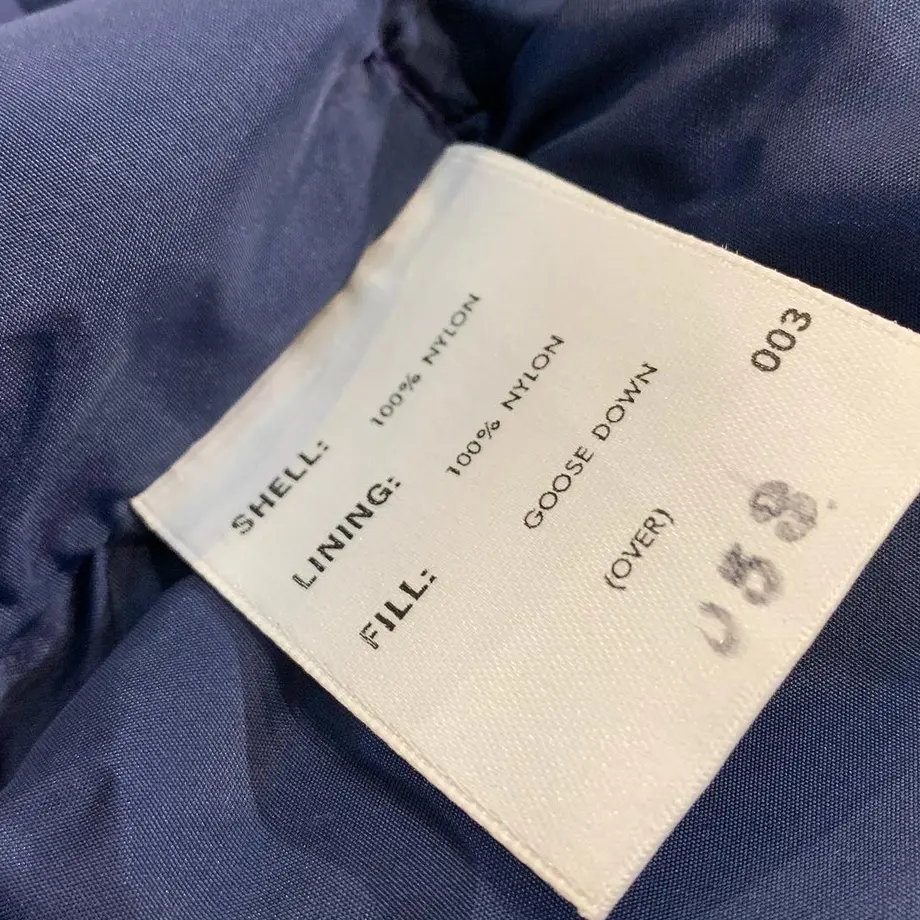 SHELL: 100% NYLON
LINING: 100% NYLON
FILL: GOOSE DOWN
(OVER)
003